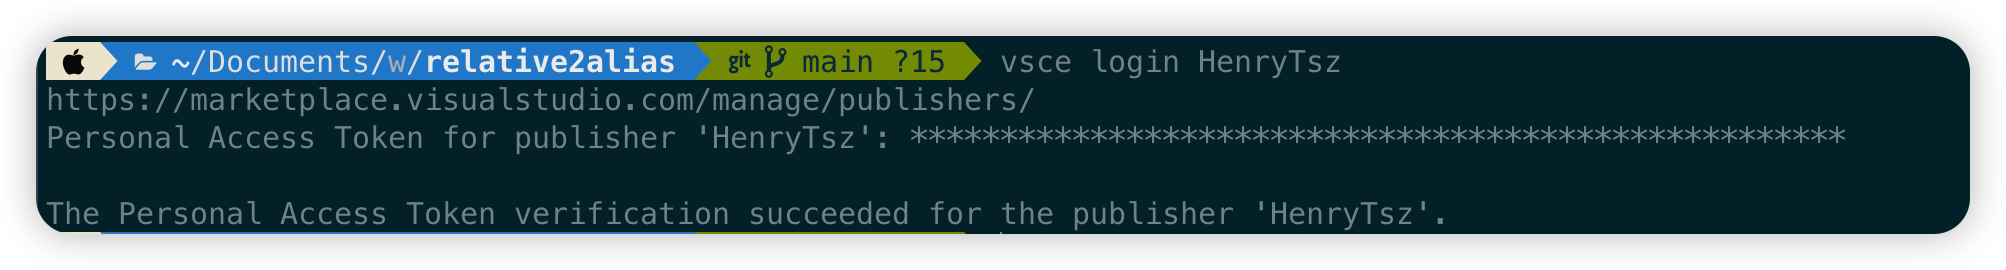 ~/Documents/w/relative2alias git main ?15 vsce login HenryTsz
https://marketplace.visualstudio.com/manage/publishers/
Personal Access Token for publisher 'HenryTsz': ****************************************************
The Personal Access Token verification succeeded for the publisher 'HenryTsz'.